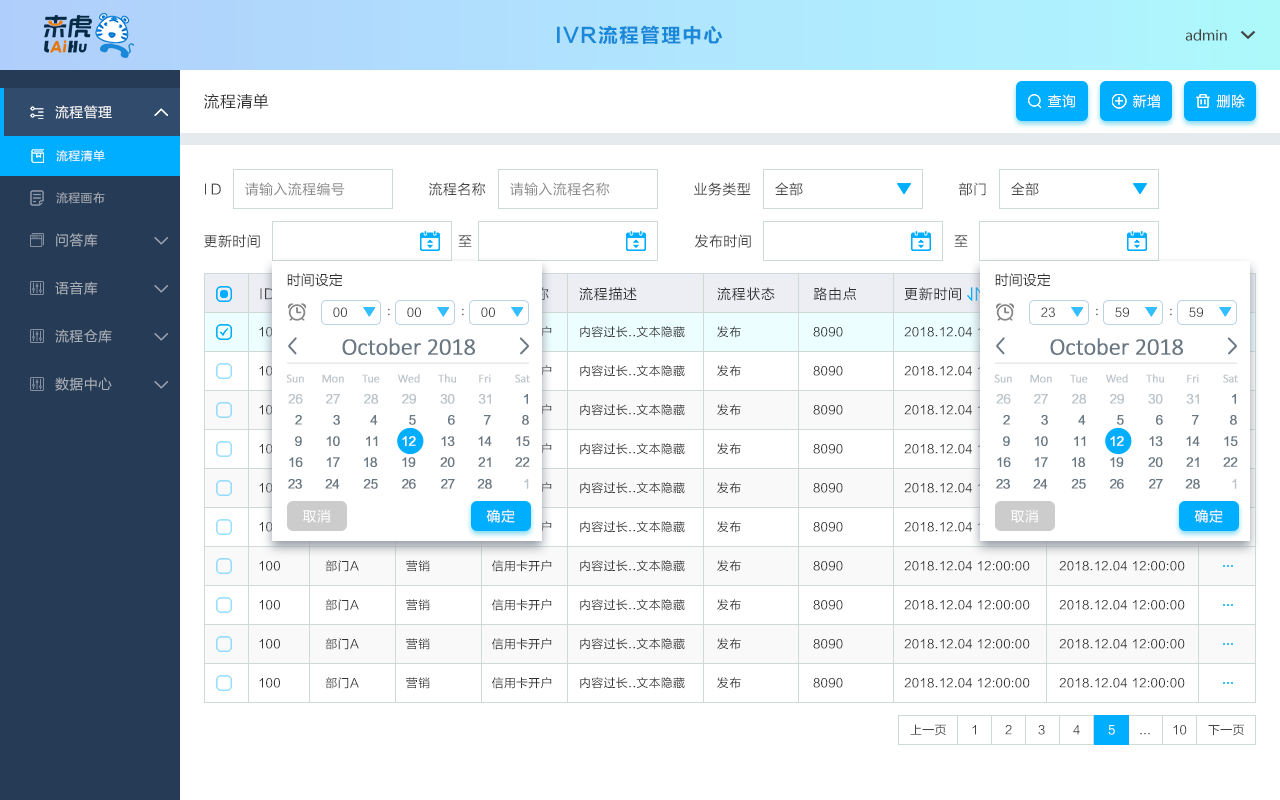 来虎
LAiHu
IVR流程管理中心
admin
流程管理
流程清单
流程画布
问答库
语音库
流程仓库
数据中心
流程清单
查询 新增 删除
ID 请输入流程编号 流程名称 请输入流程名称 业务类型 全部 部门 全部
更新时间 至 发布时间 至
ID 称 流程描述 流程状态 路由点 更新时间
10 户 内容过长..文本隐藏 发布 8090 2018.12.04 1
户 内容过长..文本隐藏 发布 8090 2018.12.04 12
10 户 内容过长..文本隐藏 发布 8090 2018.12.04 12
10 户 内容过长..文本隐藏 发布 8090 2018.12.04 12
10 户 内容过长..文本隐藏 发布 8090 2018.12.04 12
10 户 内容过长..文本隐藏 发布 8090 2018.12.04 12
100 部门A 营销 信用卡开户 内容过长..文本隐藏 发布 8090 2018.12.04 12:00:00 2018.12.04 12:00:00 ...
100 部门A 营销 信用卡开户 内容过长..文本隐藏 发布 8090 2018.12.04 12:00:00 2018.12.04 12:00:00 ...
100 部门A 营销 信用卡开户 内容过长..文本隐藏 发布 8090 2018.12.04 12:00:00 2018.12.04 12:00:00 ...
100 部门A 营销 信用卡开户 内容过长..文本隐藏 发布 8090 2018.12.04 12:00:00 2018.12.04 12:00:00 ...
时间设定
00 : 00 : 00
October 2018
Sun Mon Tue Wed Thu Fri Sat
26 27 28 29 30 31 1
2 3 4 5 6 7 8
9 10 11 12 13 14 15
16 17 18 19 20 21 22
23 24 25 26 27 28 1
取消 确定
时间设定
23 : 59 : 59
October 2018
Sun Mon Tue Wed Thu Fri Sat
26 27 28 29 30 31 1
2 3 4 5 6 7 8
9 10 11 12 13 14 15
16 17 18 19 20 21 22
23 24 25 26 27 28 1
取消 确定
上一页 1 2 3 4 5 ... 10 下一页